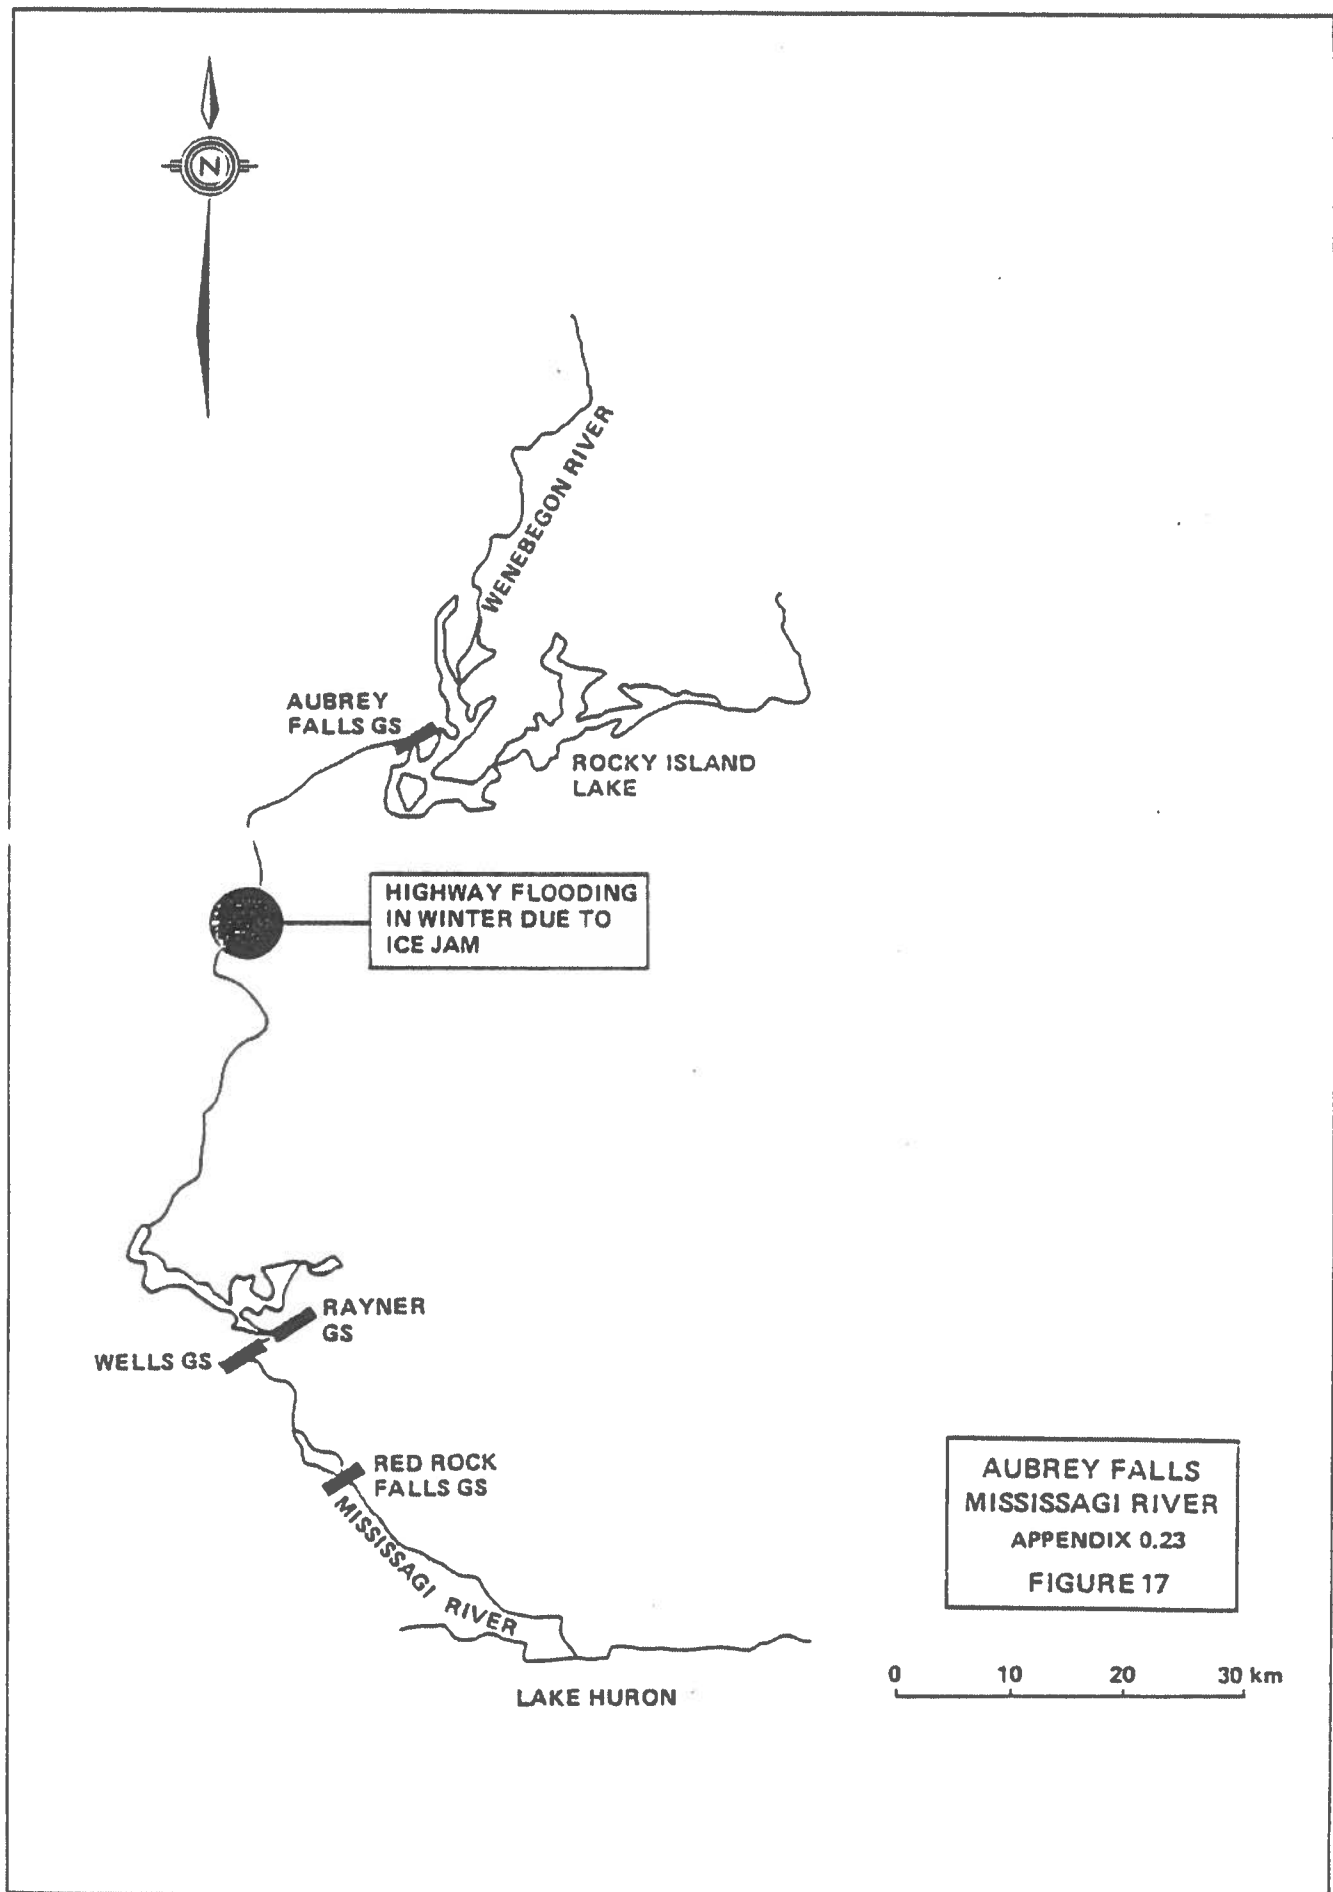 N
WENEBEGON RIVER
AUBREY
FALLS GS
ROCKY ISLAND
LAKE
HIGHWAY FLOODING
IN WINTER DUE TO
ICE JAM
RAYNER
GS
WELLS GS
RED ROCK
FALLS GS
MISSISSAGI RIVER
AUBREY FALLS
MISSISSAGI RIVER
APPENDIX 0.23
FIGURE 17
0 10 20 30 km
LAKE HURON